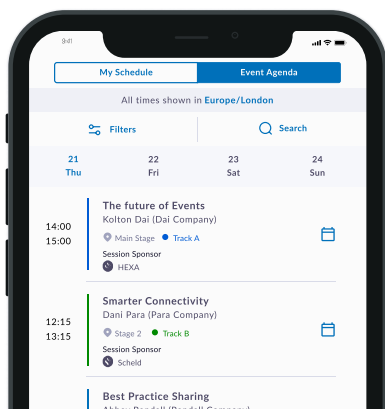 My Schedule
Event Agenda
All times shown in Europe/London
Filters
Search
21 22 23 24
Thu Fri Sat Sun
The future of Events
Kolton Dai (Dai Company)
14:00
Main Stage Track A
15:00
Session Sponsor
HEXA
Smarter Connectivity
Dani Para (Para Company)
12:15
Stage 2 Track B
13:15
Session Sponsor
Scheld
Best Practice Sharing